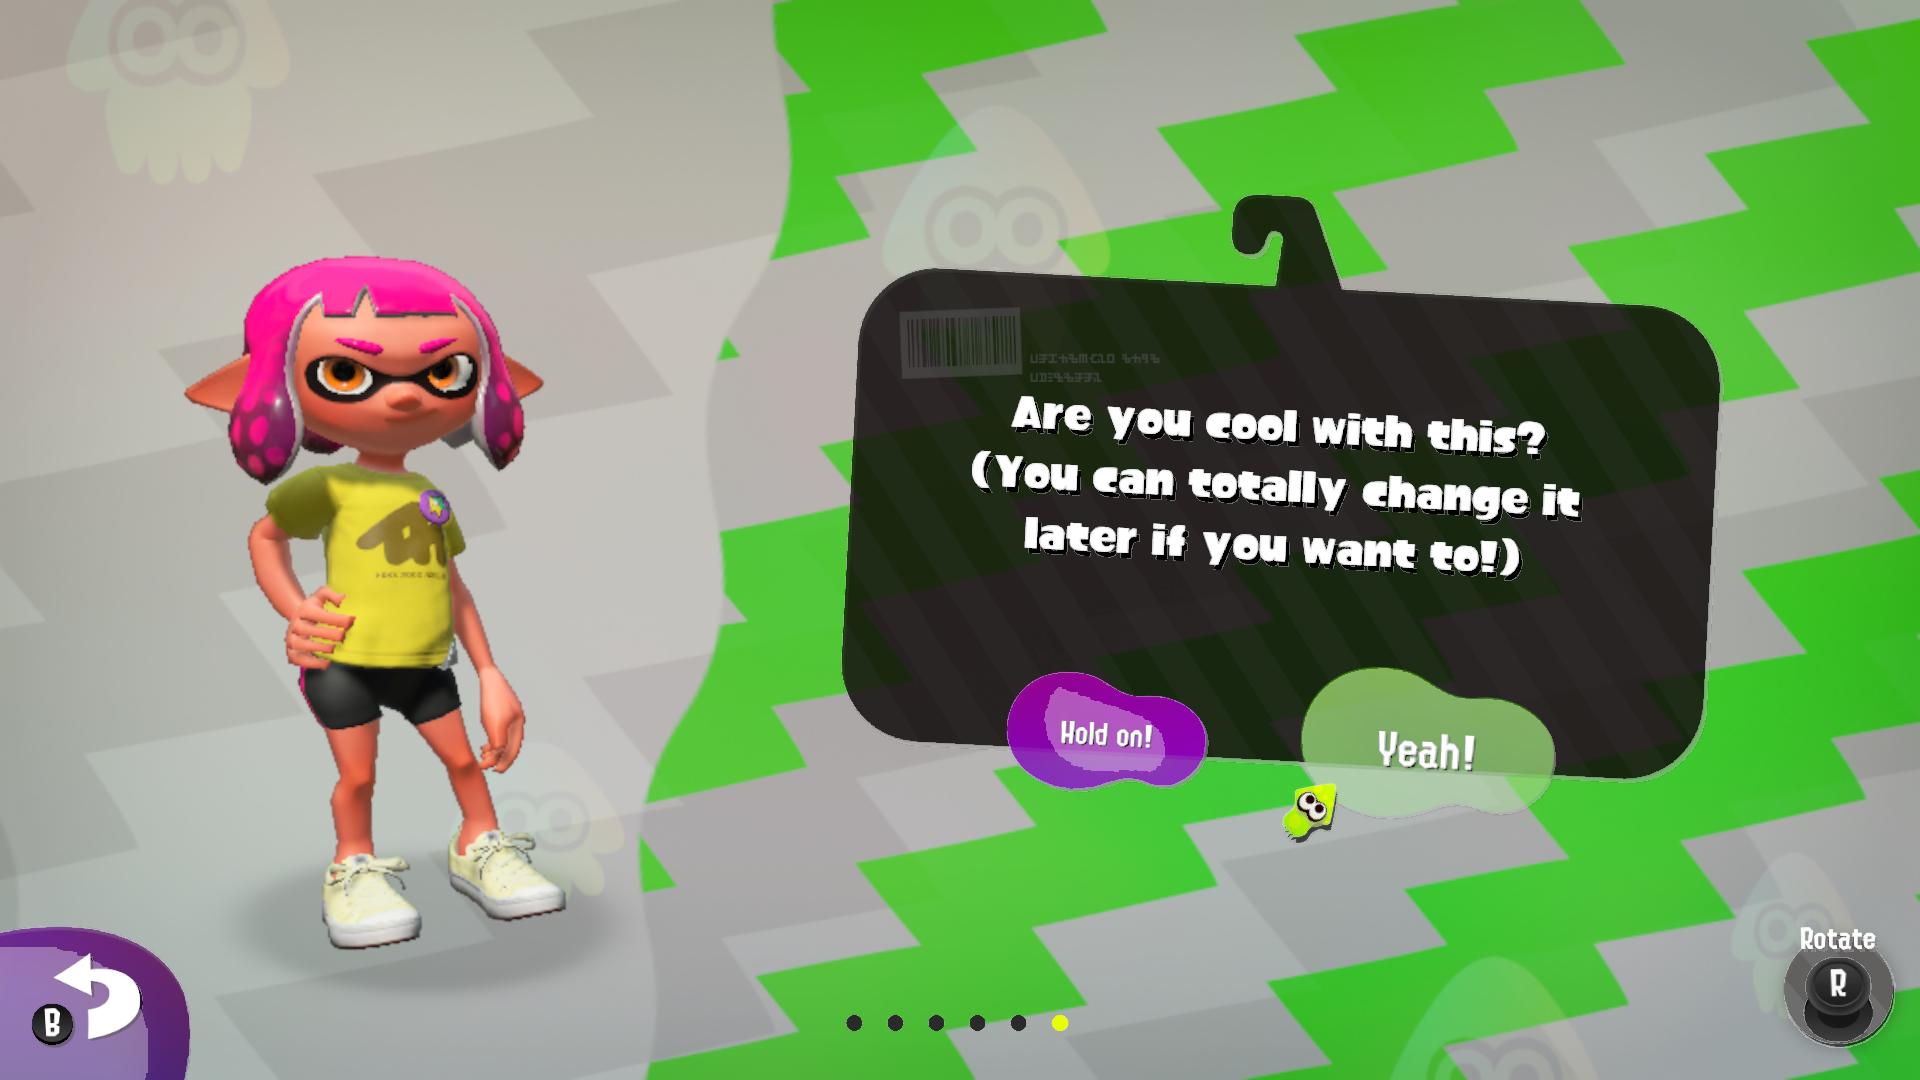 Are you cool with this?
(You can totally change it
later if you want to!)
Hold on!
Yeah!
B
Rotate
R